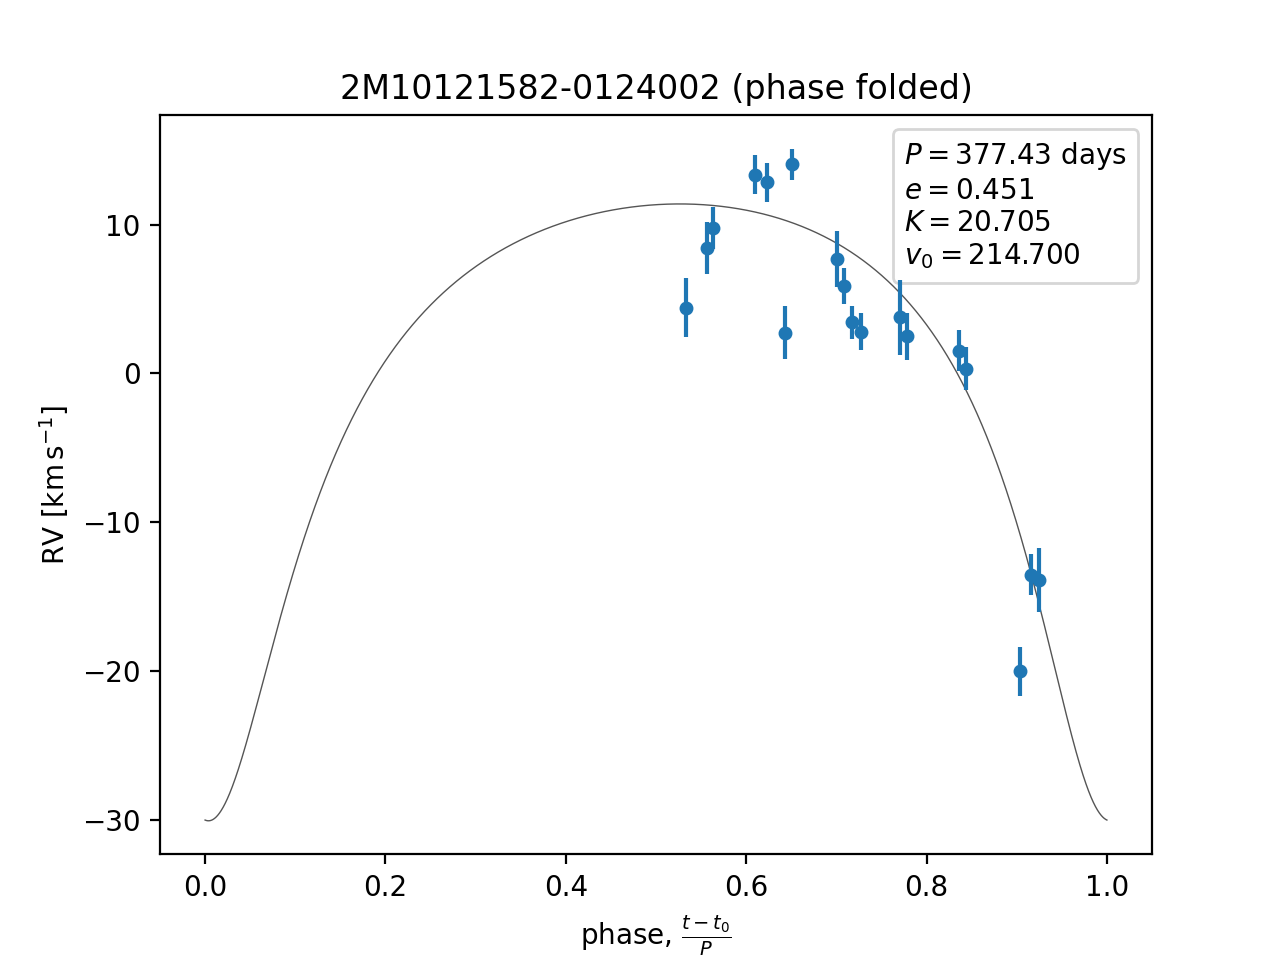 2M10121582-0124002 (phase folded)
P = 377.43 days
e = 0.451
K = 20.705
v₀ = 214.700
RV [km s⁻¹]
10
0
−10
−20
−30
0.0 0.2 0.4 0.6 0.8 1.0
phase, (t − t₀)/P